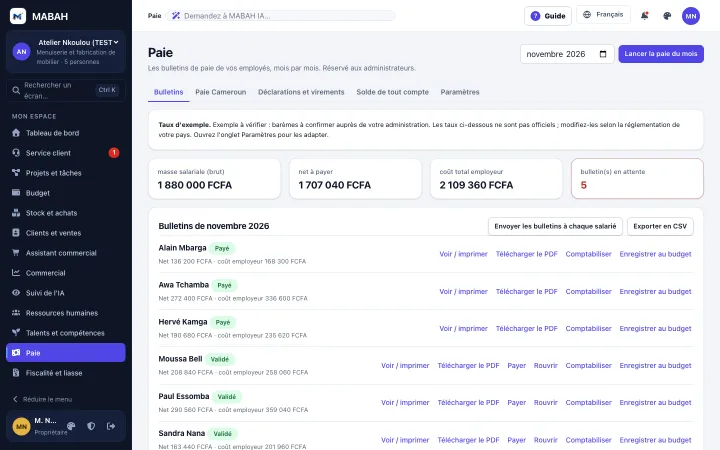 MABAH
Paie
Demandez à MABAH IA...
? Guide
Français
MN
AN
Atelier Nkoulou (TEST
Menuiserie et fabrication de
mobilier · 5 personnes
Rechercher un
écran...
Ctrl K
MON ESPACE
Tableau de bord
Service client
1
Projets et tâches
Budget
Stock et achats
Clients et ventes
Assistant commercial
Commercial
Suivi de l'IA
Ressources humaines
Talents et compétences
Paie
Fiscalité et liasse
Réduire le menu
MN
M. N...
Propriétaire
Paie
Les bulletins de paie de vos employés, mois par mois. Réservé aux administrateurs.
novembre 2026
Lancer la paie du mois
Bulletins
Paie Cameroun
Déclarations et virements
Solde de tout compte
Paramètres
Taux d'exemple. Exemple à vérifier : barèmes à confirmer auprès de votre administration. Les taux ci-dessous ne sont pas officiels ; modifiez-les selon la réglementation de
votre pays. Ouvrez l'onglet Paramètres pour les adapter.
masse salariale (brut)
1 880 000 FCFA
net à payer
1 707 040 FCFA
coût total employeur
2 109 360 FCFA
bulletin(s) en attente
5
Bulletins de novembre 2026
Envoyer les bulletins à chaque salarié
Exporter en CSV
Alain Mbarga Payé
Net 136 200 FCFA · coût employeur 168 300 FCFA
Voir / imprimer Télécharger le PDF Comptabiliser Enregistrer au budget
Awa Tchamba Payé
Net 272 400 FCFA · coût employeur 336 600 FCFA
Voir / imprimer Télécharger le PDF Comptabiliser Enregistrer au budget
Hervé Kamga Payé
Net 190 680 FCFA · coût employeur 235 620 FCFA
Voir / imprimer Télécharger le PDF Comptabiliser Enregistrer au budget
Moussa Bell Validé
Net 208 840 FCFA · coût employeur 258 060 FCFA
Voir / imprimer Télécharger le PDF Payer Rouvrir Comptabiliser Enregistrer au budget
Paul Essomba Validé
Net 290 560 FCFA · coût employeur 359 040 FCFA
Voir / imprimer Télécharger le PDF Payer Rouvrir Comptabiliser Enregistrer au budget
Sandra Nana Validé
Net 163 440 FCFA · coût employeur 201 960 FCFA
Voir / imprimer Télécharger le PDF Payer Rouvrir Comptabiliser Enregistrer au budget